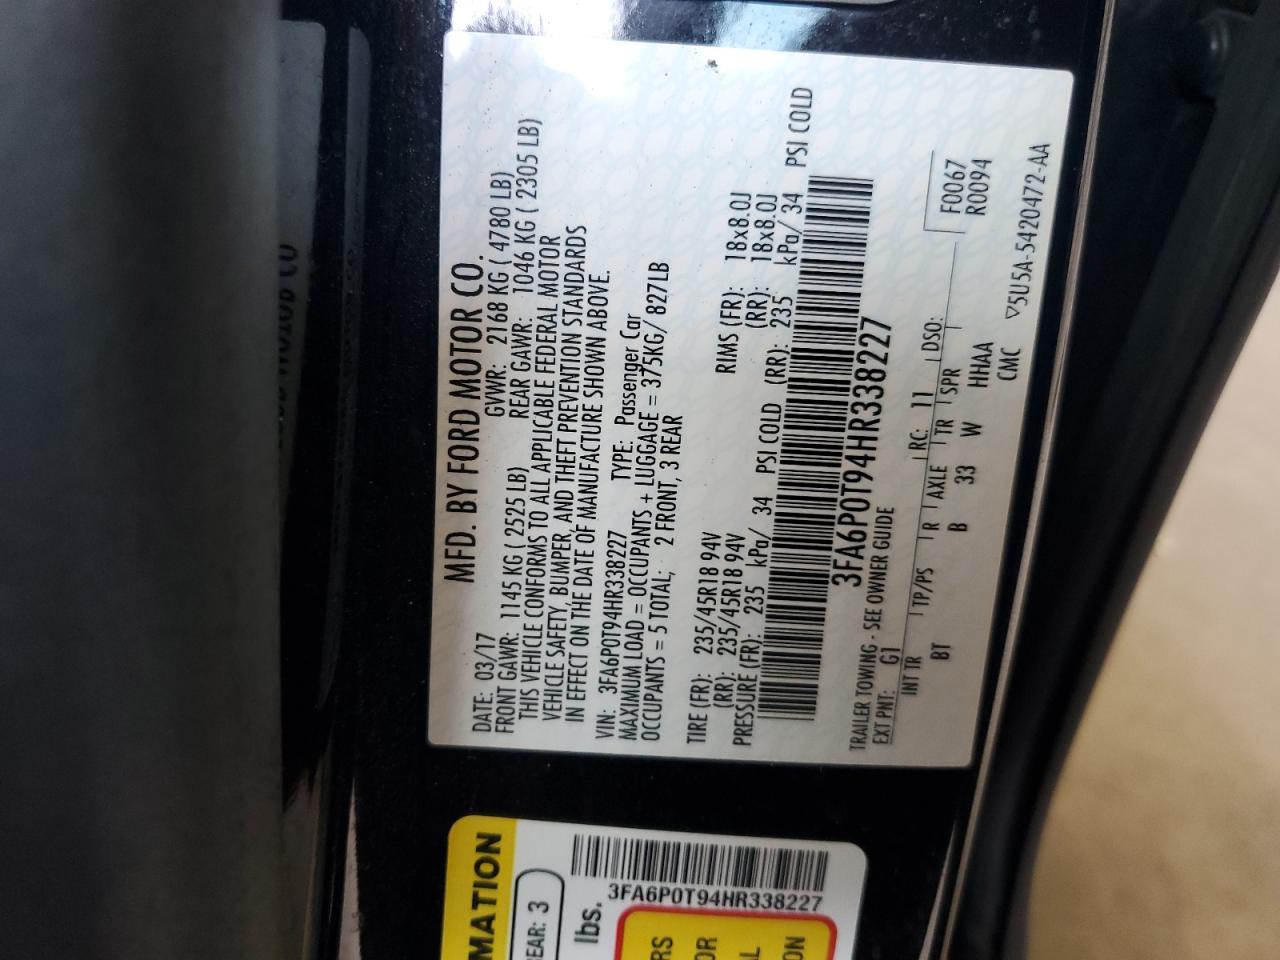 MFD. BY FORD MOTOR CO.
DATE: 03/17 GVWR: 2168 KG ( 4780 LB)
FRONT GAWR: 1145 KG ( 2525 LB) REAR GAWR: 1046 KG ( 2305 LB)
THIS VEHICLE CONFORMS TO ALL APPLICABLE FEDERAL MOTOR
VEHICLE SAFETY, BUMPER, AND THEFT PREVENTION STANDARDS
IN EFFECT ON THE DATE OF MANUFACTURE SHOWN ABOVE.
VIN: 3FA6P0T94HR338227 TYPE: Passenger Car
MAXIMUM LOAD = OCCUPANTS + LUGGAGE = 375KG/ 827LB
OCCUPANTS = 5 TOTAL, 2 FRONT, 3 REAR
TIRE (FR): 235/45R18 94V RIMS (FR): 18x8.0J
(RR): 235/45R18 94V (RR): 18x8.0J
PRESSURE (FR): 235 kPa/ 34 PSI COLD (RR): 235 kPa/ 34 PSI COLD
3FA6P0T94HR338227
TRAILER TOWING - SEE OWNER GUIDE
EXT PNT: G1 RC: 11 DSO: F0067
INT TR TP/PS R AXLE TR SPR R0094
BT B 33 W HHAA
CMC ▽5U5A-5420472-AA
MATION
EAR: 3
lbs.
3FA6P0T94HR338227
RS
OR
AL
ON